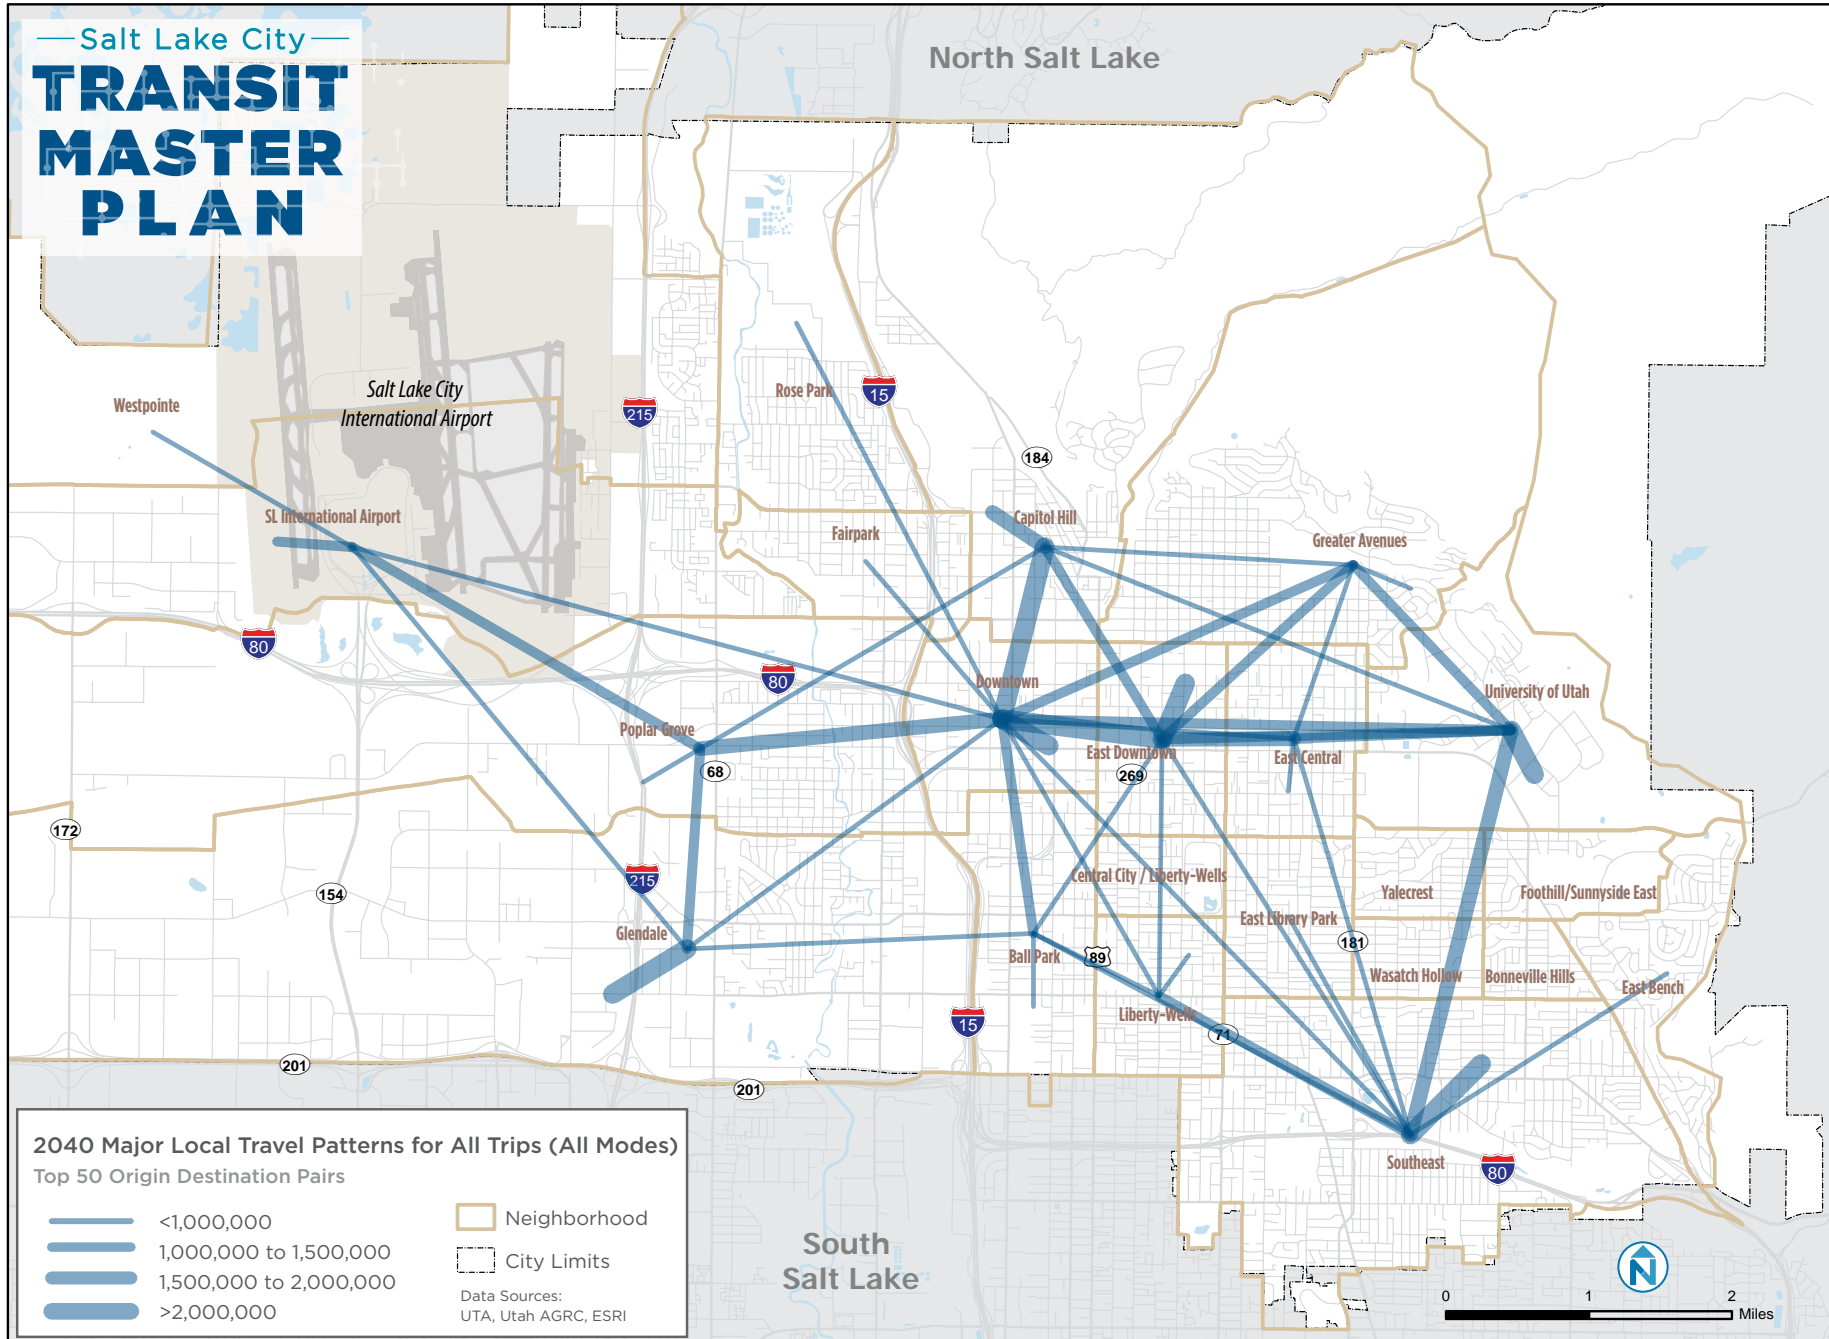 Salt Lake City
TRANSIT
MASTER
PLAN
North Salt Lake
Salt Lake City
International Airport
Westpointe
Rose Park
15
215
184
SL International Airport
Capitol Hill
Fairpark
Greater Avenues
80
80
Downtown
University of Utah
Poplar Grove
East Downtown
East Central
68
269
172
215
154
Central City / Liberty-Wells
Yalecrest
Foothill/Sunnyside East
East Library Park
Glendale
181
Ball Park
89
Wasatch Hollow
Bonneville Hills
East Bench
Liberty-Wells
15
71
201
201
Southeast
80
South
Salt Lake
2040 Major Local Travel Patterns for All Trips (All Modes)
Top 50 Origin Destination Pairs
<1,000,000
1,000,000 to 1,500,000
1,500,000 to 2,000,000
>2,000,000
Neighborhood
City Limits
Data Sources:
UTA, Utah AGRC, ESRI
N
0 1 2
Miles